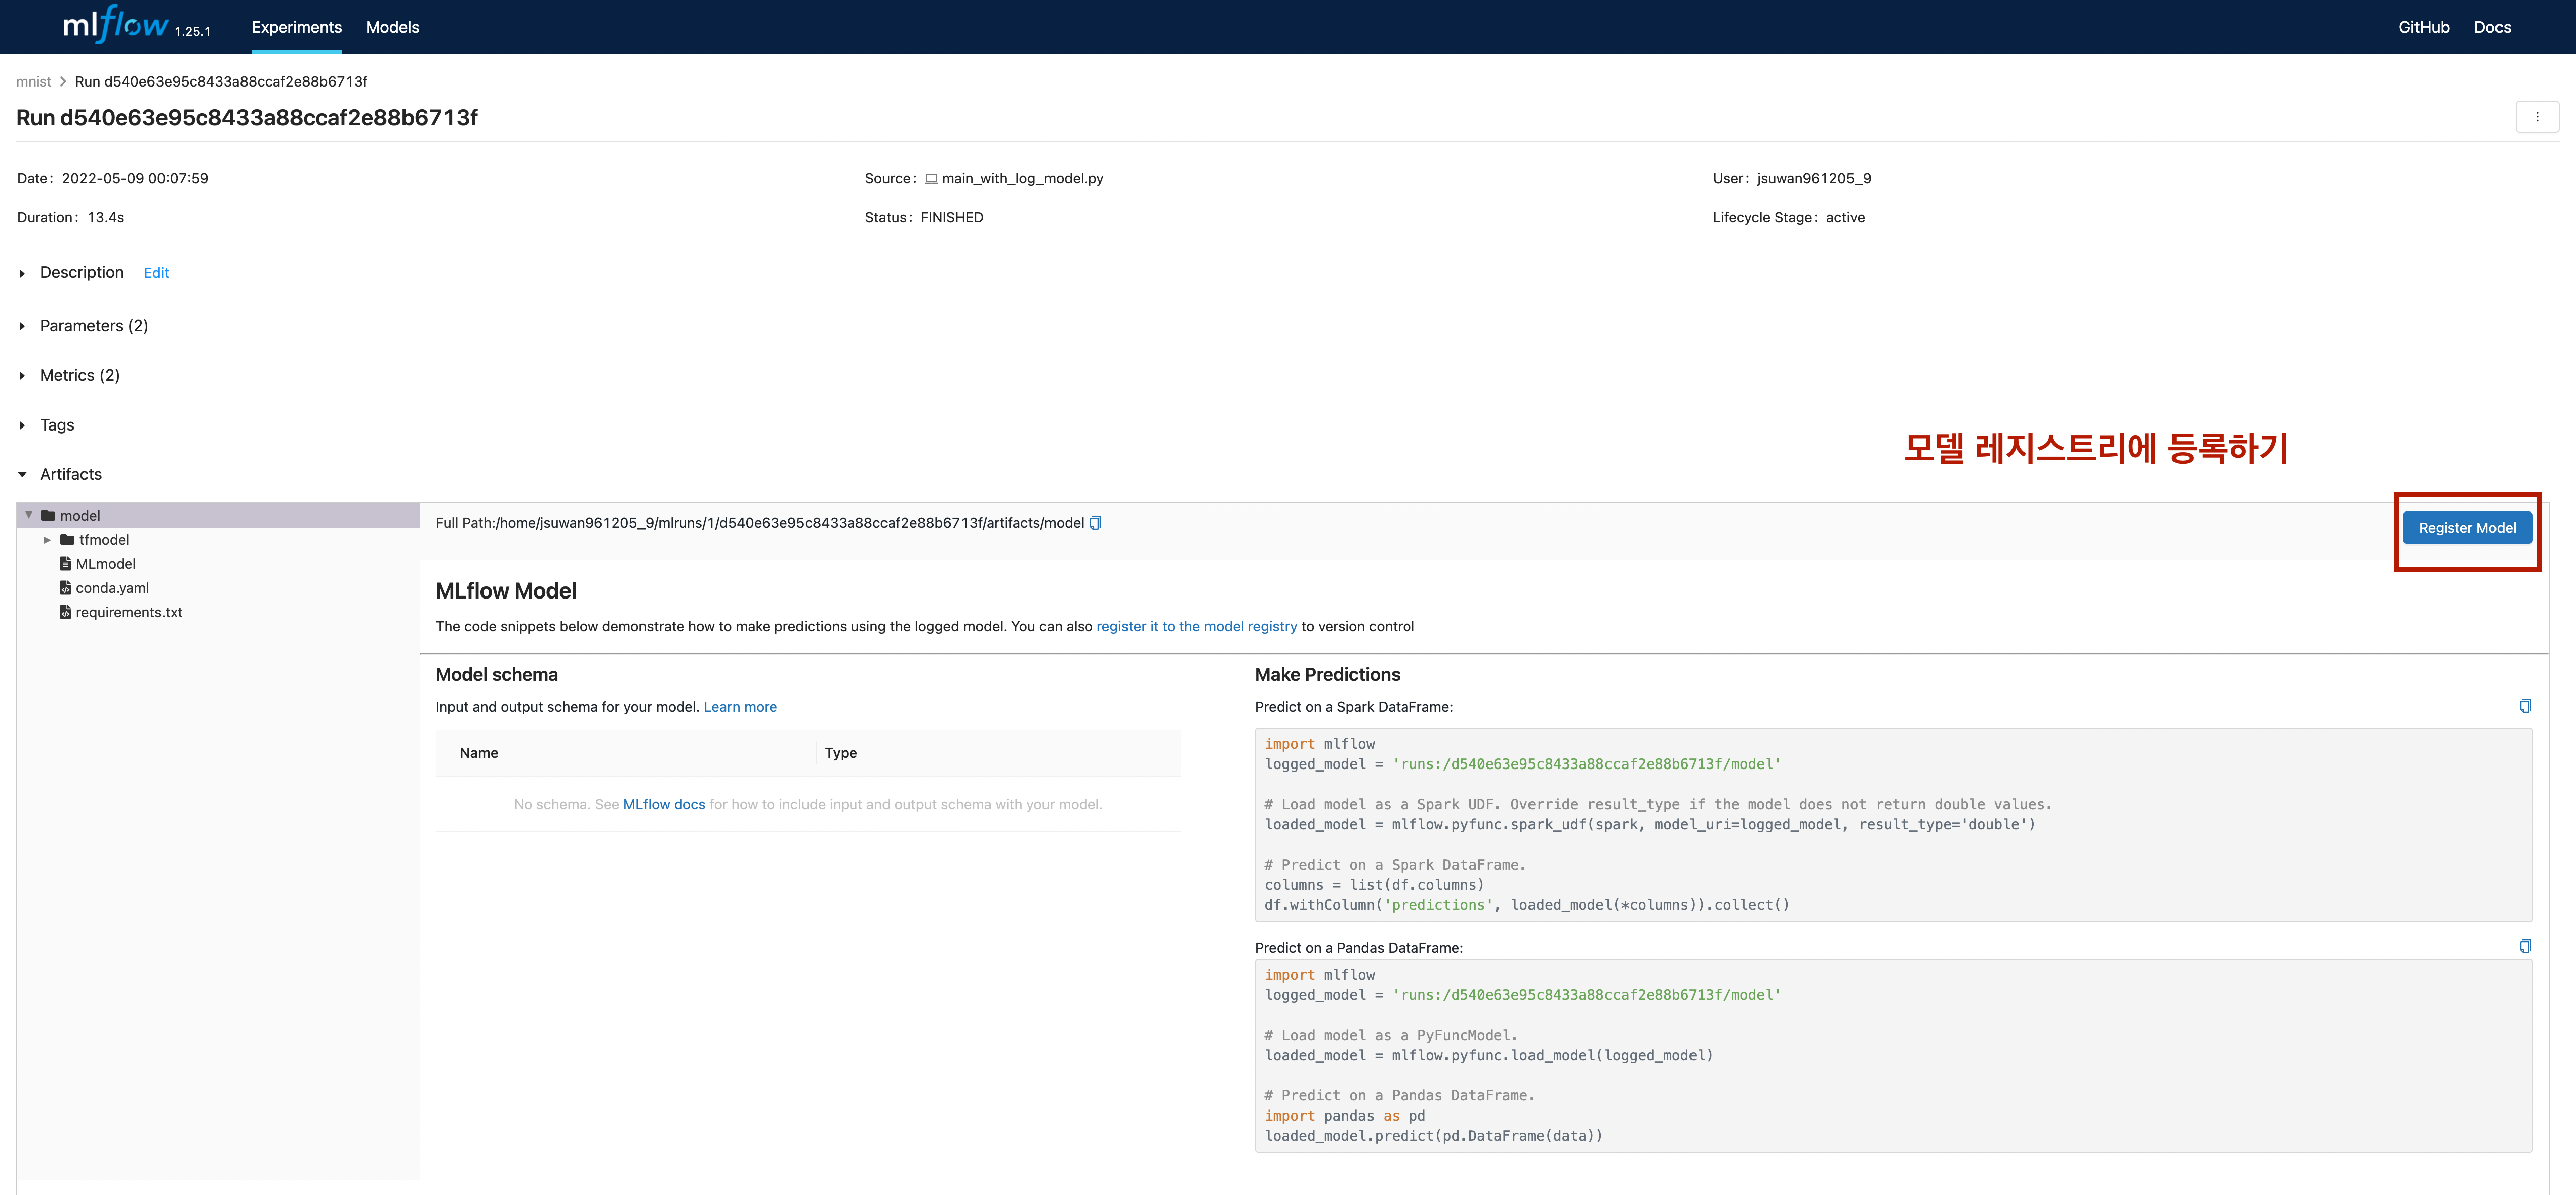 mlflow 1.25.1 Experiments Models GitHub Docs
mnist > Run d540e63e95c8433a88ccaf2e88b6713f
Run d540e63e95c8433a88ccaf2e88b6713f
Date: 2022-05-09 00:07:59
Source: main_with_log_model.py
User: jsuwan961205_9
Duration: 13.4s
Status: FINISHED
Lifecycle Stage: active
Description Edit
Parameters (2)
Metrics (2)
Tags
모델 레지스트리에 등록하기
Artifacts
model
tfmodel
MLmodel
conda.yaml
requirements.txt
Full Path:/home/jsuwan961205_9/mlruns/1/d540e63e95c8433a88ccaf2e88b6713f/artifacts/model
Register Model
MLflow Model
The code snippets below demonstrate how to make predictions using the logged model. You can also register it to the model registry to version control
Model schema
Input and output schema for your model. Learn more
Name Type
No schema. See MLflow docs for how to include input and output schema with your model.
Make Predictions
Predict on a Spark DataFrame:
import mlflow
logged_model = 'runs:/d540e63e95c8433a88ccaf2e88b6713f/model'
# Load model as a Spark UDF. Override result_type if the model does not return double values.
loaded_model = mlflow.pyfunc.spark_udf(spark, model_uri=logged_model, result_type='double')
# Predict on a Spark DataFrame.
columns = list(df.columns)
df.withColumn('predictions', loaded_model(*columns)).collect()
Predict on a Pandas DataFrame:
import mlflow
logged_model = 'runs:/d540e63e95c8433a88ccaf2e88b6713f/model'
# Load model as a PyFuncModel.
loaded_model = mlflow.pyfunc.load_model(logged_model)
# Predict on a Pandas DataFrame.
import pandas as pd
loaded_model.predict(pd.DataFrame(data))